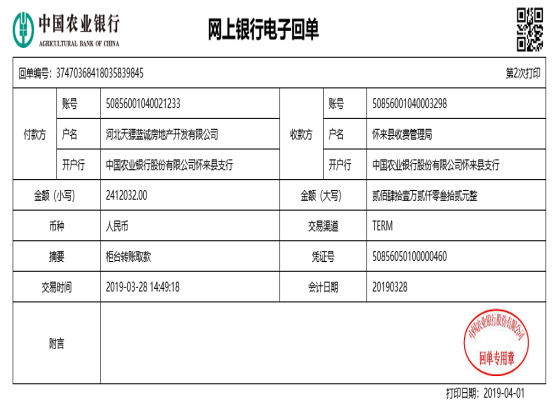 中国农业银行
AGRICULTURAL BANK OF CHINA
网上银行电子回单
回单编号：37470368418035839845
第2次打印
付款方
账号
50856001040021233
收款方
账号
50856001040003298
户名
河北天骠蓝诚房地产开发有限公司
户名
怀来县收费管理局
开户行
中国农业银行股份有限公司怀来县支行
开户行
中国农业银行股份有限公司怀来县支行
金额（小写）
2412032.00
金额（大写）
贰佰肆拾壹万贰仟零叁拾贰元整
币种
人民币
交易渠道
TERM
摘要
柜台转账取款
凭证号
50856050100000460
交易时间
2019-03-28 14:49:18
会计日期
20190328
附言
中国农业银行股份有限公司
回单专用章
打印日期：2019-04-01